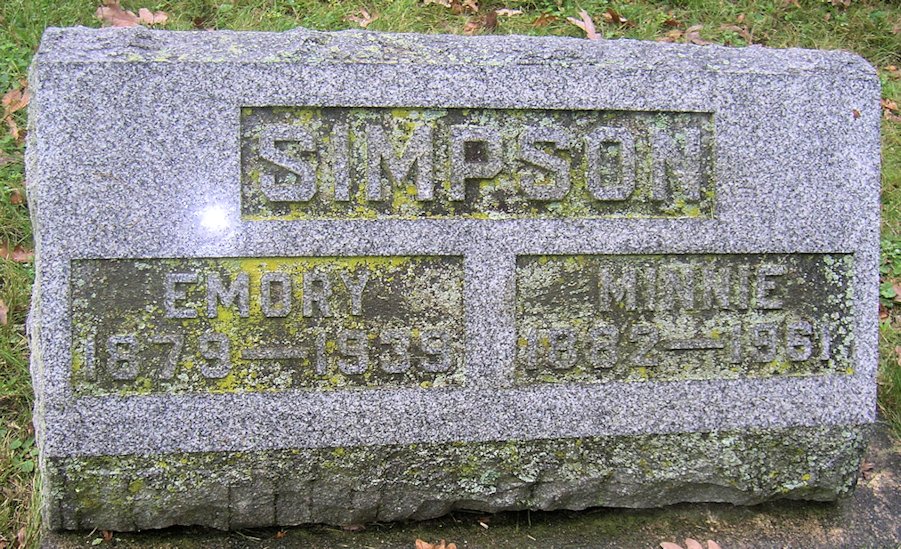 SIMPSON
EMORY
1879—1939
MINNIE
1882—1961